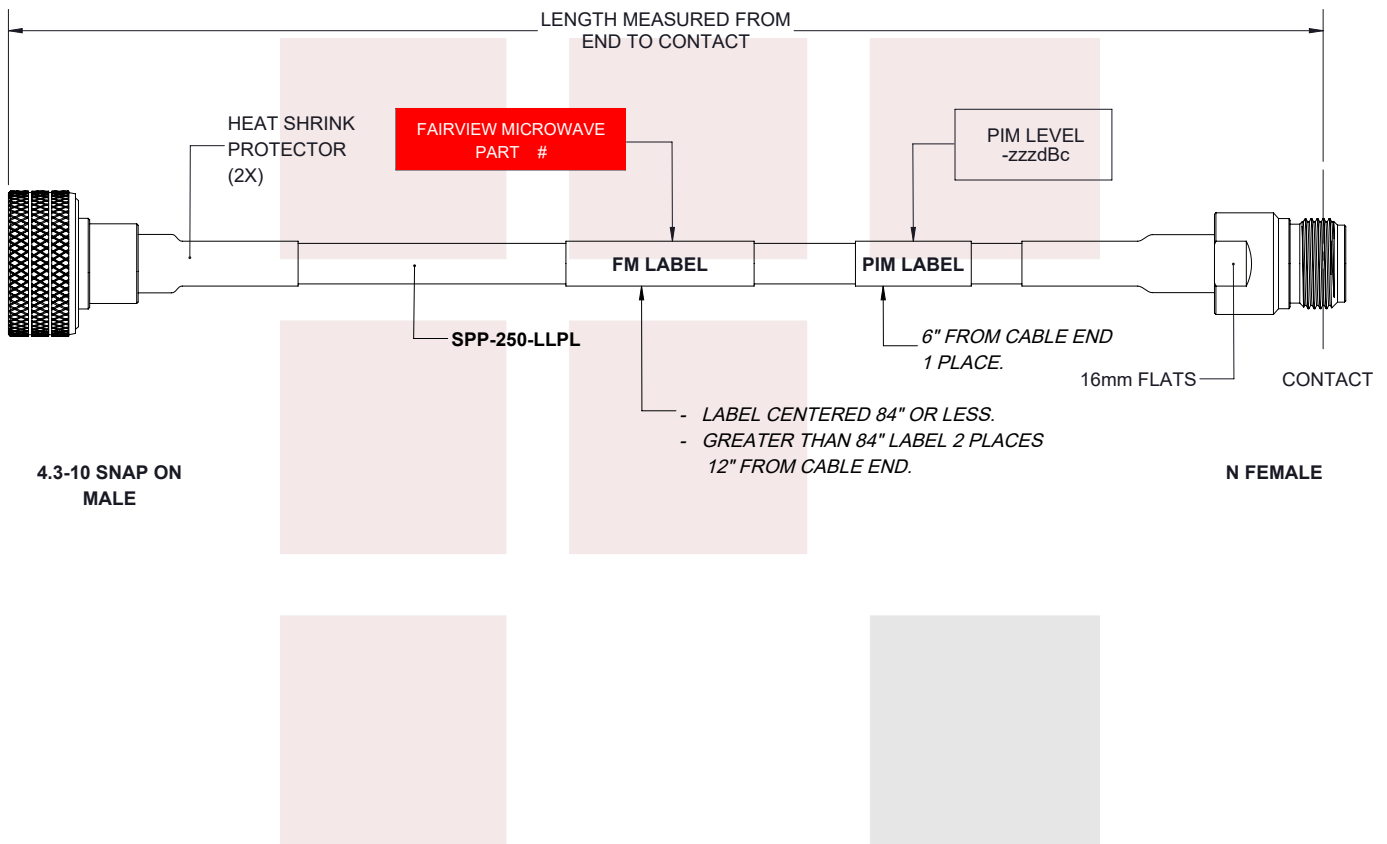 LENGTH MEASURED FROM
END TO CONTACT
HEAT SHRINK
PROTECTOR
(2X)
FAIRVIEW MICROWAVE
PART #
PIM LEVEL
-zzzdBc
FM LABEL
PIM LABEL
SPP-250-LLPL
6" FROM CABLE END
1 PLACE.
16mm FLATS
CONTACT
- LABEL CENTERED 84" OR LESS.
- GREATER THAN 84" LABEL 2 PLACES
12" FROM CABLE END.
4.3-10 SNAP ON
MALE
N FEMALE